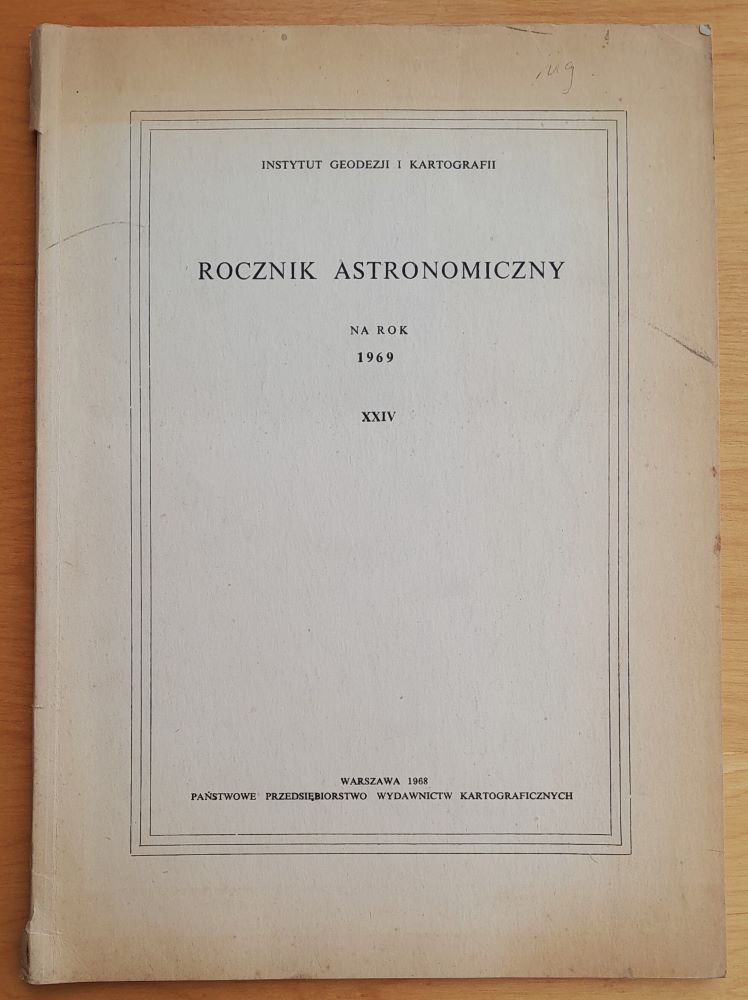 INSTYTUT GEODEZJI I KARTOGRAFII
ROCZNIK ASTRONOMICZNY
NA ROK
1969
XXIV
WARSZAWA 1968
PAŃSTWOWE PRZEDSIĘBIORSTWO WYDAWNICTW KARTOGRAFICZNYCH